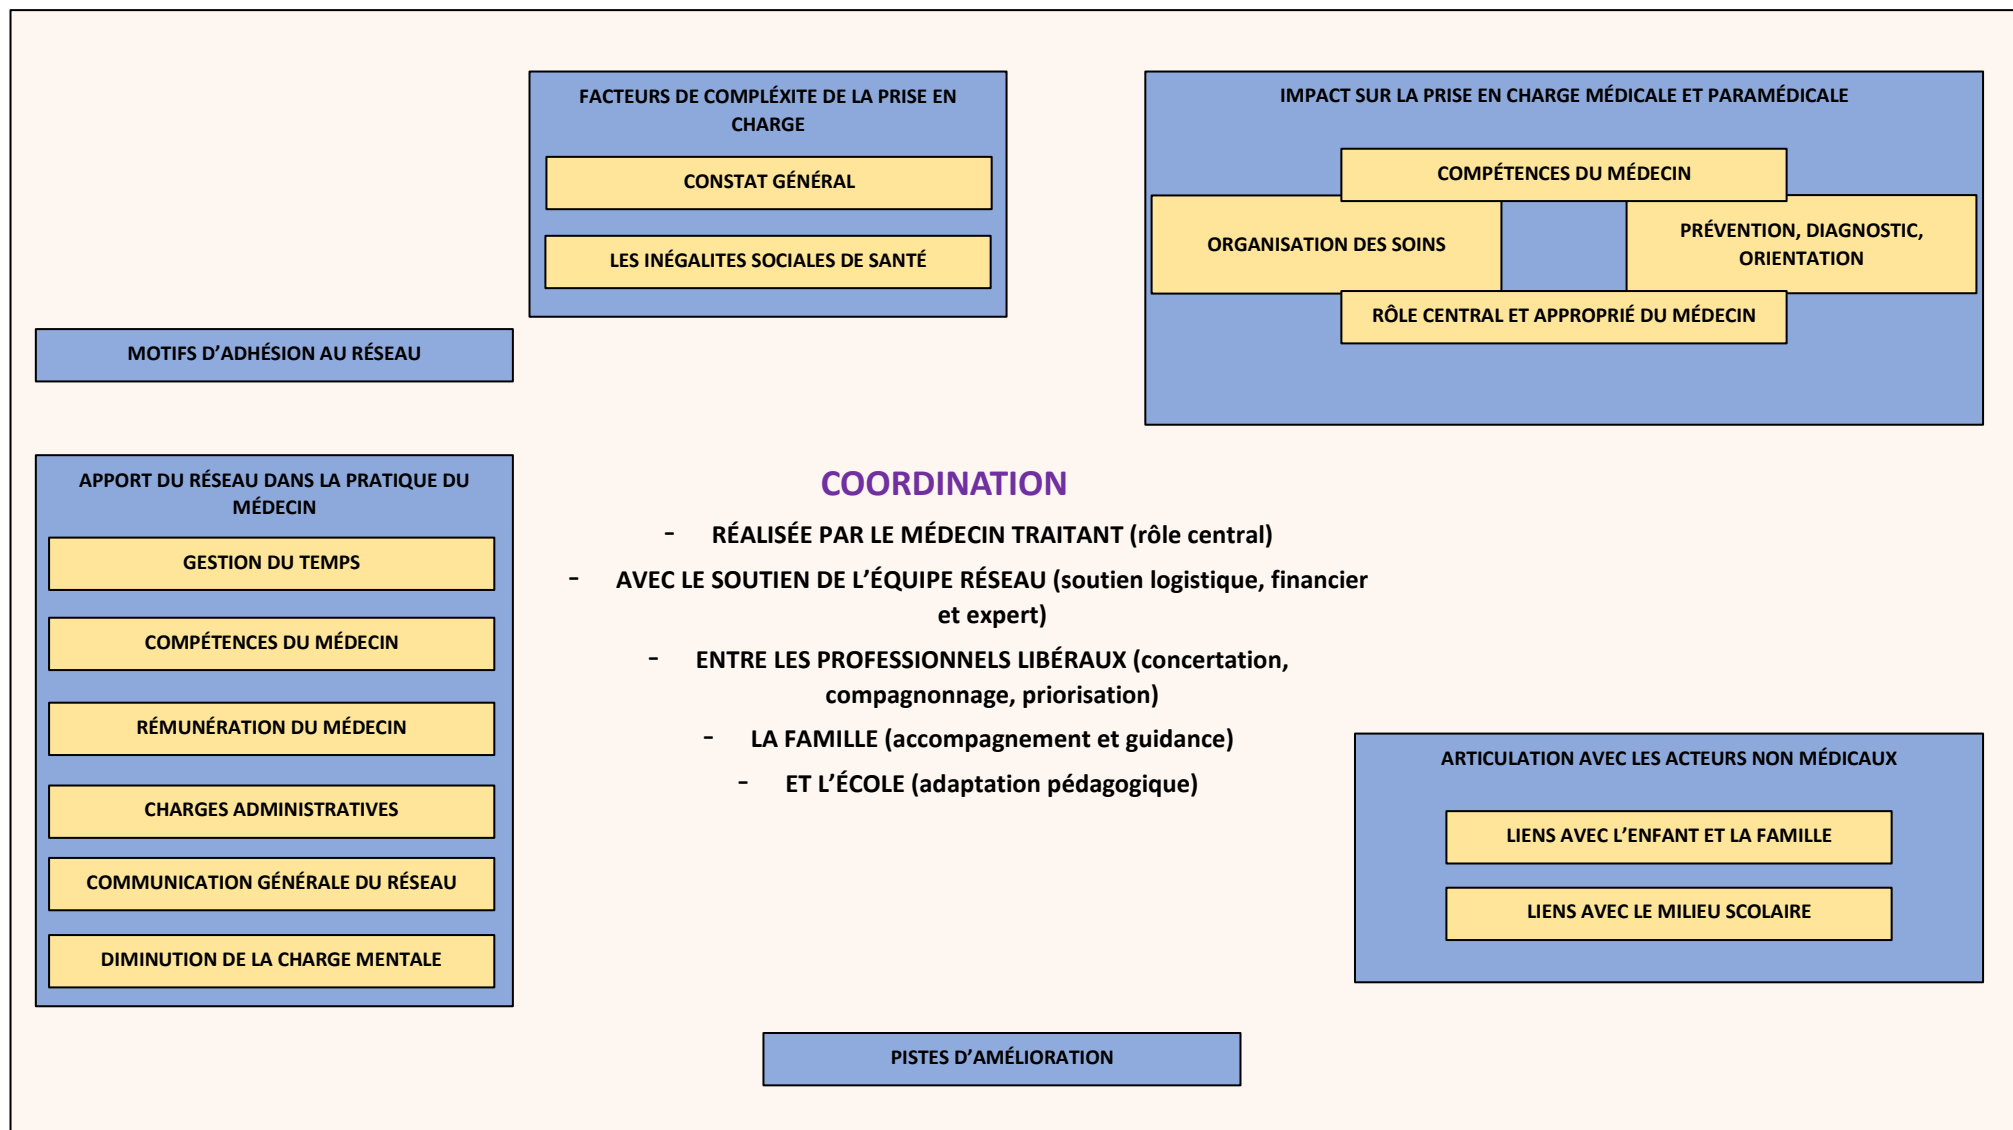 FACTEURS DE COMPLÉXITE DE LA PRISE EN
CHARGE
CONSTAT GÉNÉRAL
LES INÉGALITES SOCIALES DE SANTÉ
IMPACT SUR LA PRISE EN CHARGE MÉDICALE ET PARAMÉDICALE
COMPÉTENCES DU MÉDECIN
ORGANISATION DES SOINS
PRÉVENTION, DIAGNOSTIC,
ORIENTATION
RÔLE CENTRAL ET APPROPRIÉ DU MÉDECIN
MOTIFS D’ADHÉSION AU RÉSEAU
APPORT DU RÉSEAU DANS LA PRATIQUE DU
MÉDECIN
GESTION DU TEMPS
COMPÉTENCES DU MÉDECIN
RÉMUNÉRATION DU MÉDECIN
CHARGES ADMINISTRATIVES
COMMUNICATION GÉNÉRALE DU RÉSEAU
DIMINUTION DE LA CHARGE MENTALE
COORDINATION
- RÉALISÉE PAR LE MÉDECIN TRAITANT (rôle central)
- AVEC LE SOUTIEN DE L’ÉQUIPE RÉSEAU (soutien logistique, financier
et expert)
- ENTRE LES PROFESSIONNELS LIBÉRAUX (concertation,
compagnonnage, priorisation)
- LA FAMILLE (accompagnement et guidance)
- ET L’ÉCOLE (adaptation pédagogique)
ARTICULATION AVEC LES ACTEURS NON MÉDICAUX
LIENS AVEC L’ENFANT ET LA FAMILLE
LIENS AVEC LE MILIEU SCOLAIRE
PISTES D’AMÉLIORATION